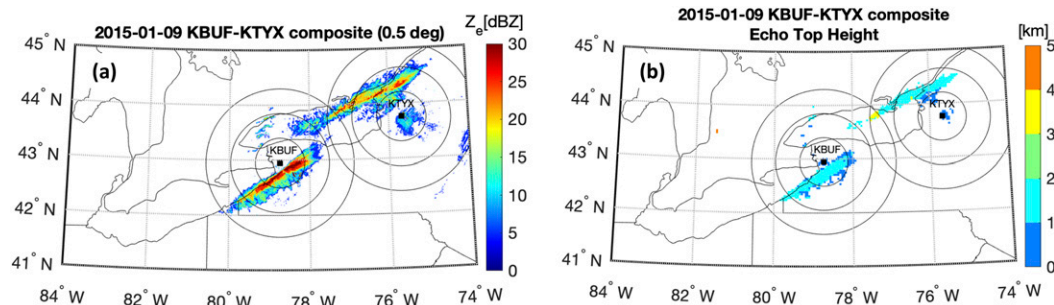 2015-01-09 KBUF-KTYX composite (0.5 deg)
Z_e[dBZ]
45° N
44° N
43° N
42° N
41° N
84° W
82° W
80° W
78° W
76° W
74° W
(a)
KTYX
KBUF
30
25
20
15
10
5
0
2015-01-09 KBUF-KTYX composite
Echo Top Height
[km]
45° N
44° N
43° N
42° N
41° N
84° W
82° W
80° W
78° W
76° W
74° W
(b)
KTYX
KBUF
5
4
3
2
1
0